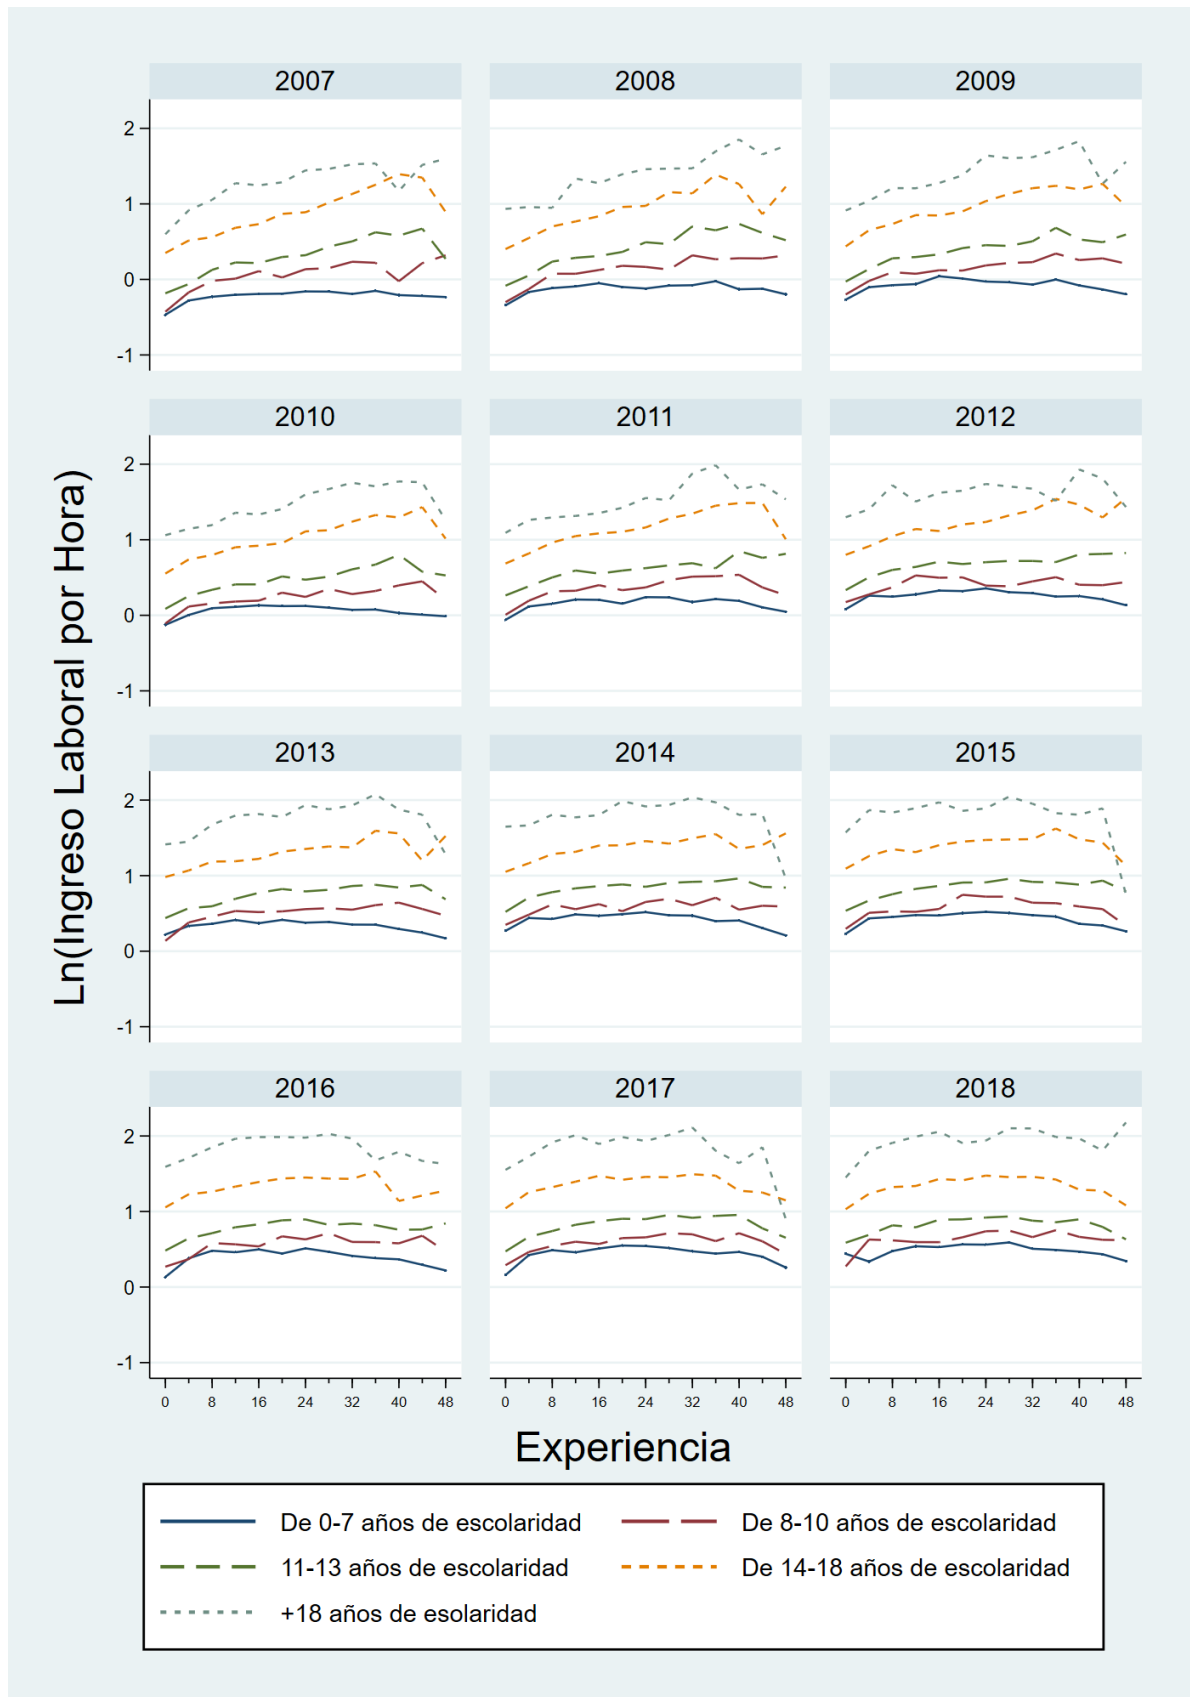 2007 2008 2009
2
1
0
-1
2010 2011 2012
2
1
0
-1
2013 2014 2015
2
1
0
-1
2016 2017 2018
2
1
0
-1
0 8 16 24 32 40 48 0 8 16 24 32 40 48 0 8 16 24 32 40 48
Ln(Ingreso Laboral por Hora)
Experiencia
De 0-7 años de escolaridad De 8-10 años de escolaridad
11-13 años de escolaridad De 14-18 años de escolaridad
+18 años de esolaridad